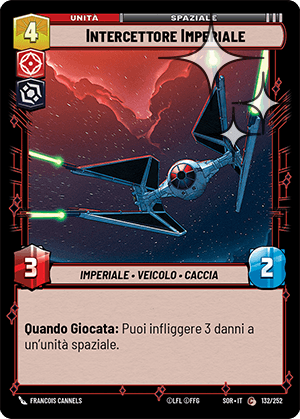 UNITÀ SPAZIALE
4
INTERCETTORE IMPERIALE
3
2
IMPERIALE • VEICOLO • CACCIA
Quando Giocata: Puoi infliggere 3 danni a
un'unità spaziale.
FRANCOIS CANNELS ©LFL ©FFG SOR • IT C 132/252